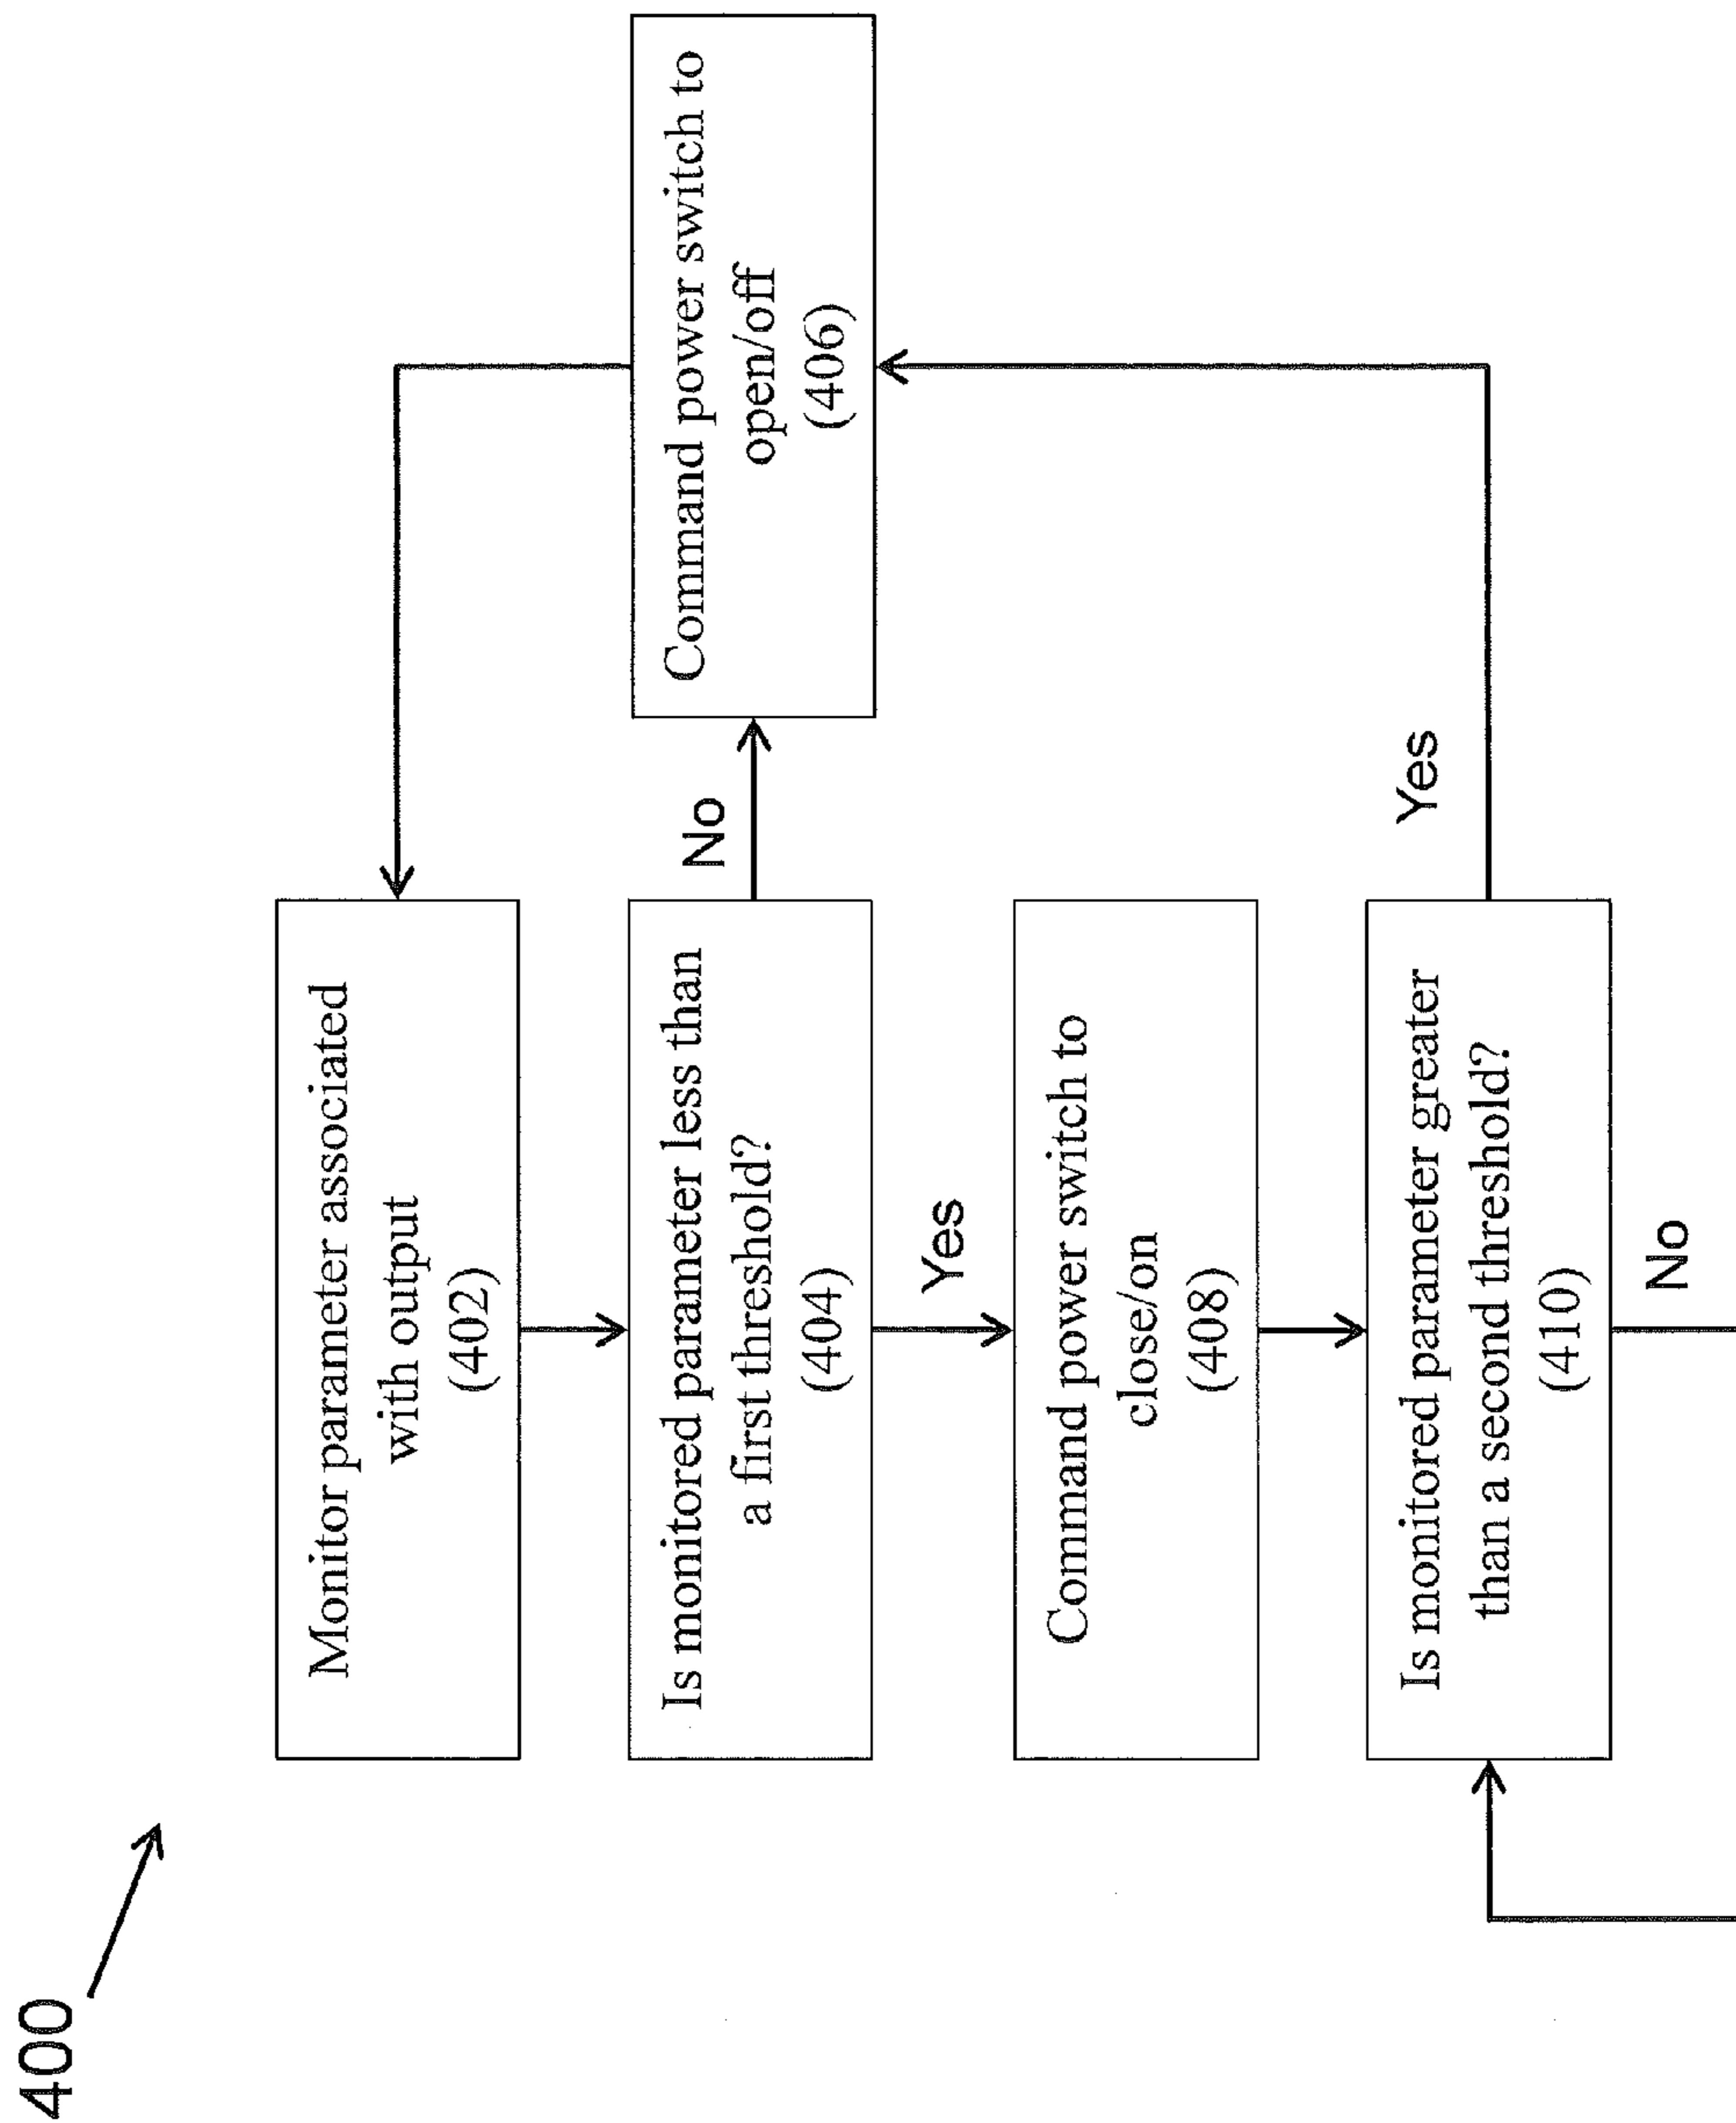 400
Monitor parameter associated
with output
(402)
Is monitored parameter less than
a first threshold?
(404)
No
Command power switch to
open/off
(406)
Yes
Command power switch to
close/on
(408)
Is monitored parameter greater
than a second threshold?
(410)
Yes
No